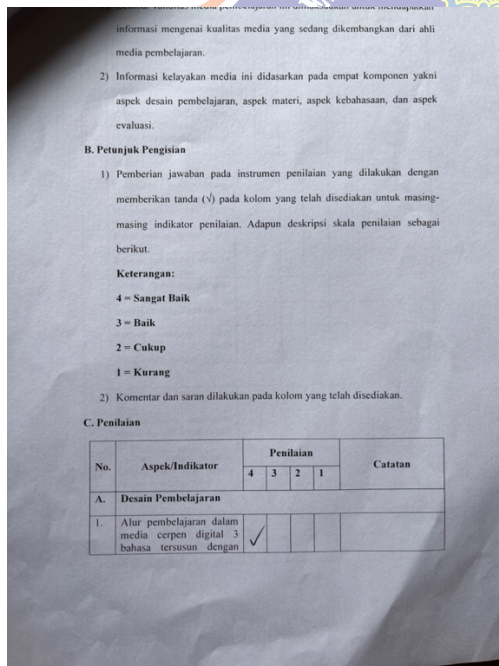 informasi mengenai kualitas media yang sedang dikembangkan dari ahli
media pembelajaran.
2) Informasi kelayakan media ini didasarkan pada empat komponen yakni
aspek desain pembelajaran, aspek materi, aspek kebahasaan, dan aspek
evaluasi.
B. Petunjuk Pengisian
1) Pemberian jawaban pada instrumen penilaian yang dilakukan dengan
memberikan tanda (√) pada kolom yang telah disediakan untuk masing-
masing indikator penilaian. Adapun deskripsi skala penilaian sebagai
berikut.
Keterangan:
4 = Sangat Baik
3 = Baik
2 = Cukup
1 = Kurang
2) Komentar dan saran dilakukan pada kolom yang telah disediakan.
C. Penilaian
No. Aspek/Indikator Penilaian Catatan
4 3 2 1
A. Desain Pembelajaran
1. Alur pembelajaran dalam
media cerpen digital 3 ✓
bahasa tersusun dengan